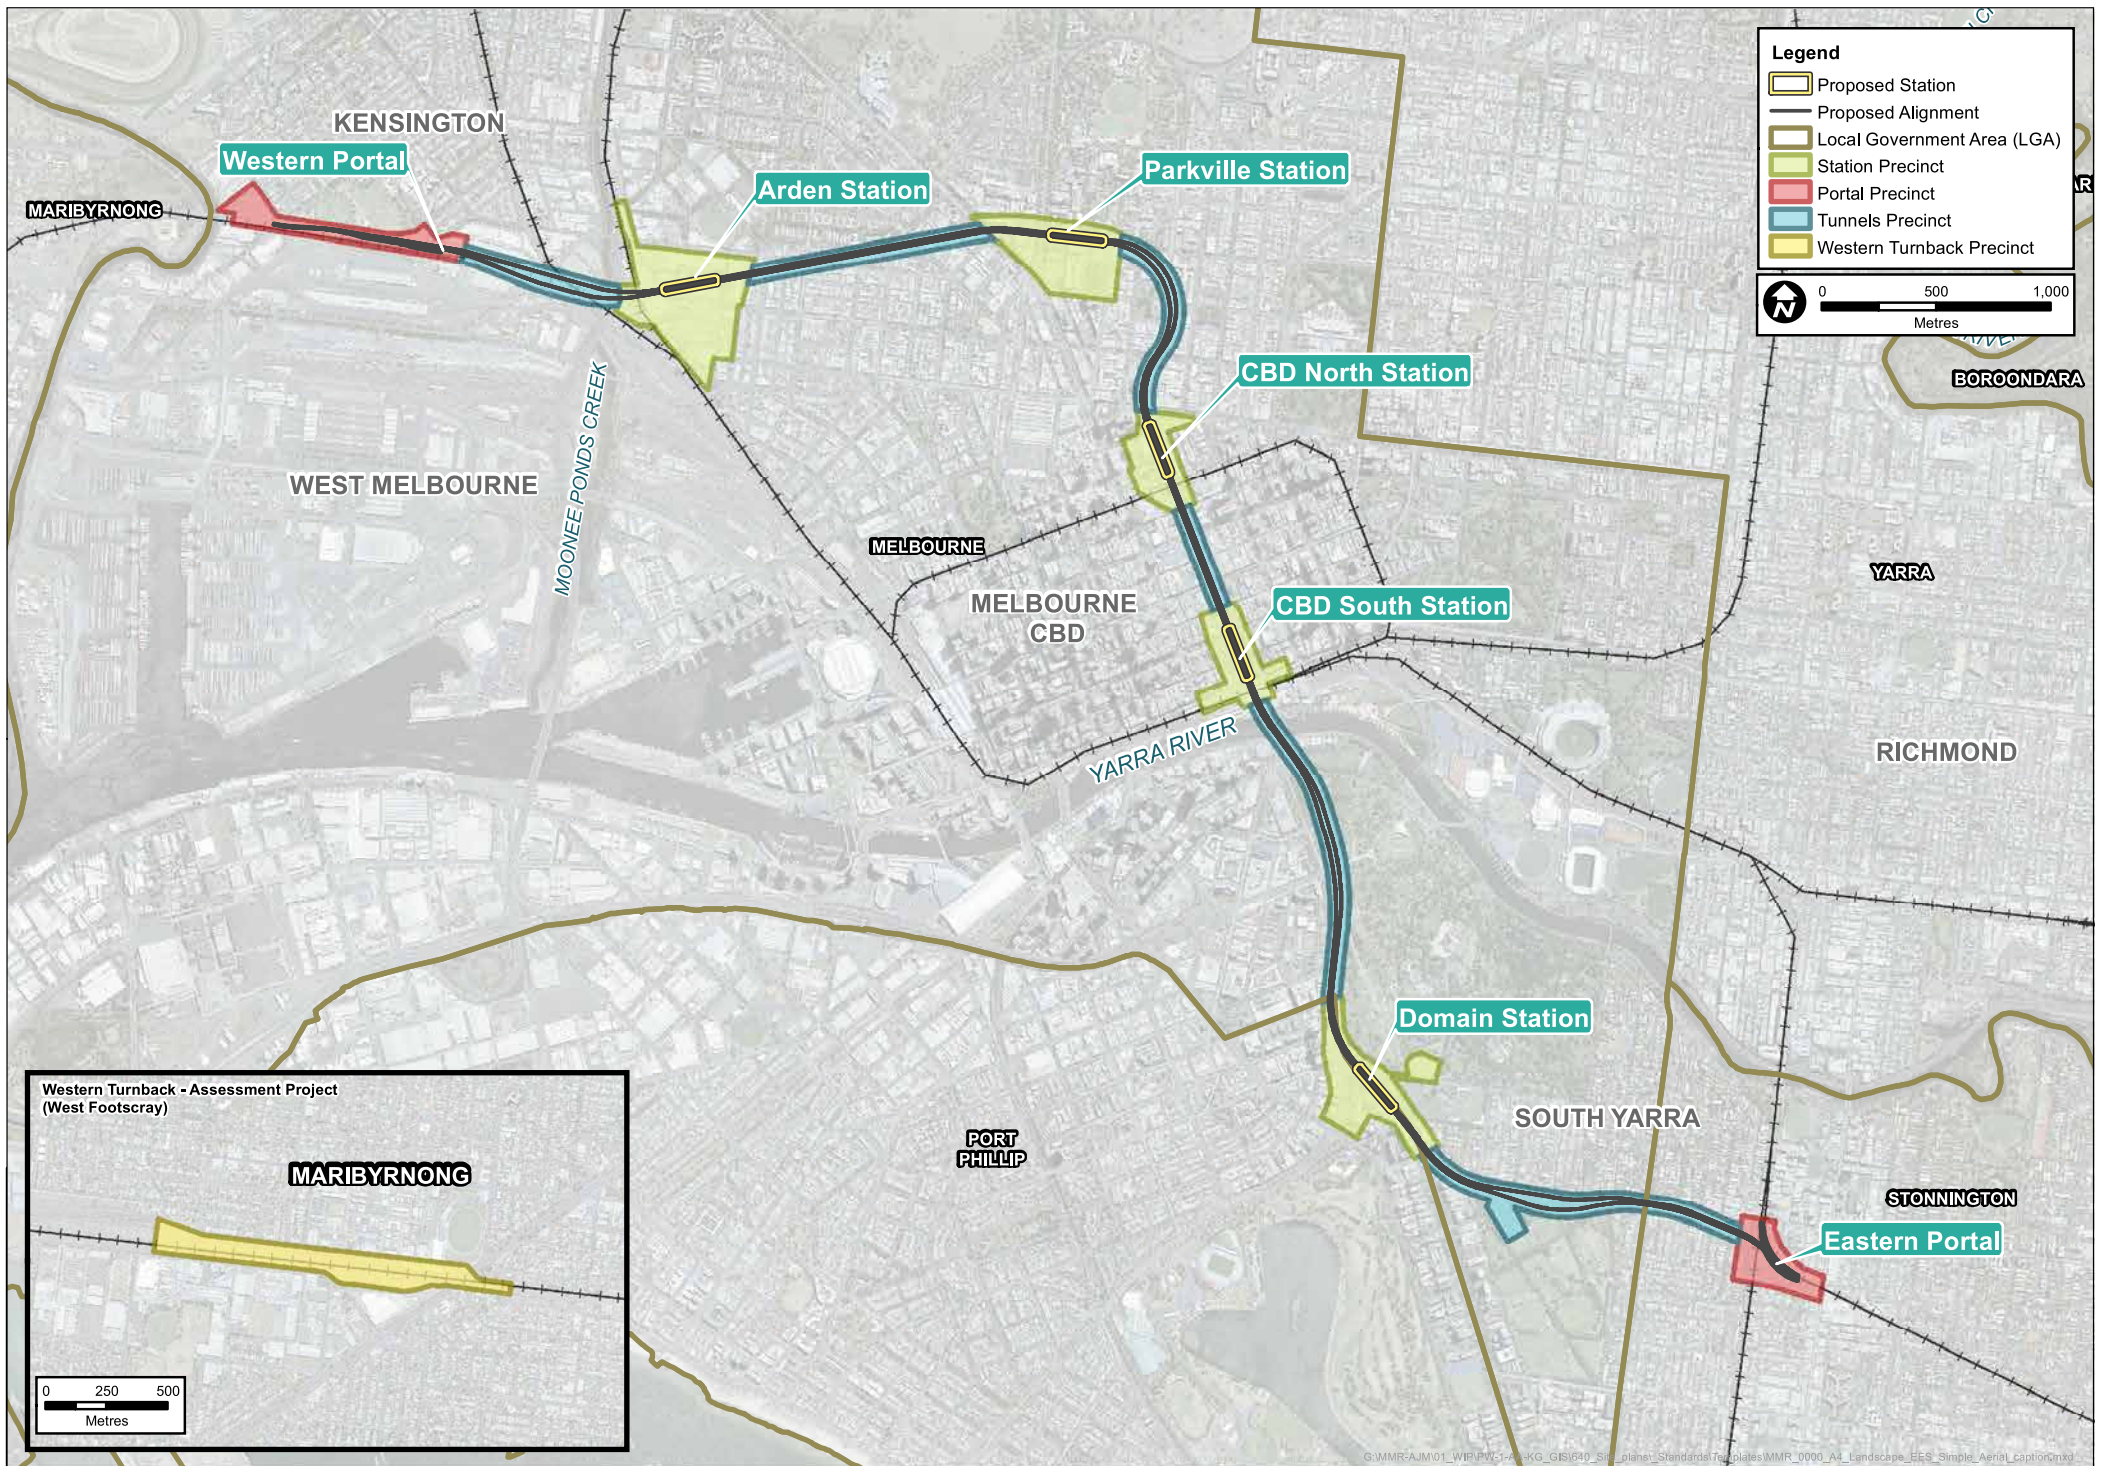 KENSINGTON
Western Portal
MARIBYRNONG
Arden Station
Parkville Station
Legend
Proposed Station
Proposed Alignment
Local Government Area (LGA)
Station Precinct
Portal Precinct
Tunnels Precinct
Western Turnback Precinct
N
0 500 1,000
Metres
BOROONDARA
CBD North Station
WEST MELBOURNE
MOONEE PONDS CREEK
MELBOURNE
YARRA
MELBOURNE
CBD
CBD South Station
YARRA RIVER
RICHMOND
Domain Station
SOUTH YARRA
PORT
PHILLIP
STONNINGTON
Eastern Portal
Western Turnback - Assessment Project
(West Footscray)
MARIBYRNONG
0 250 500
Metres